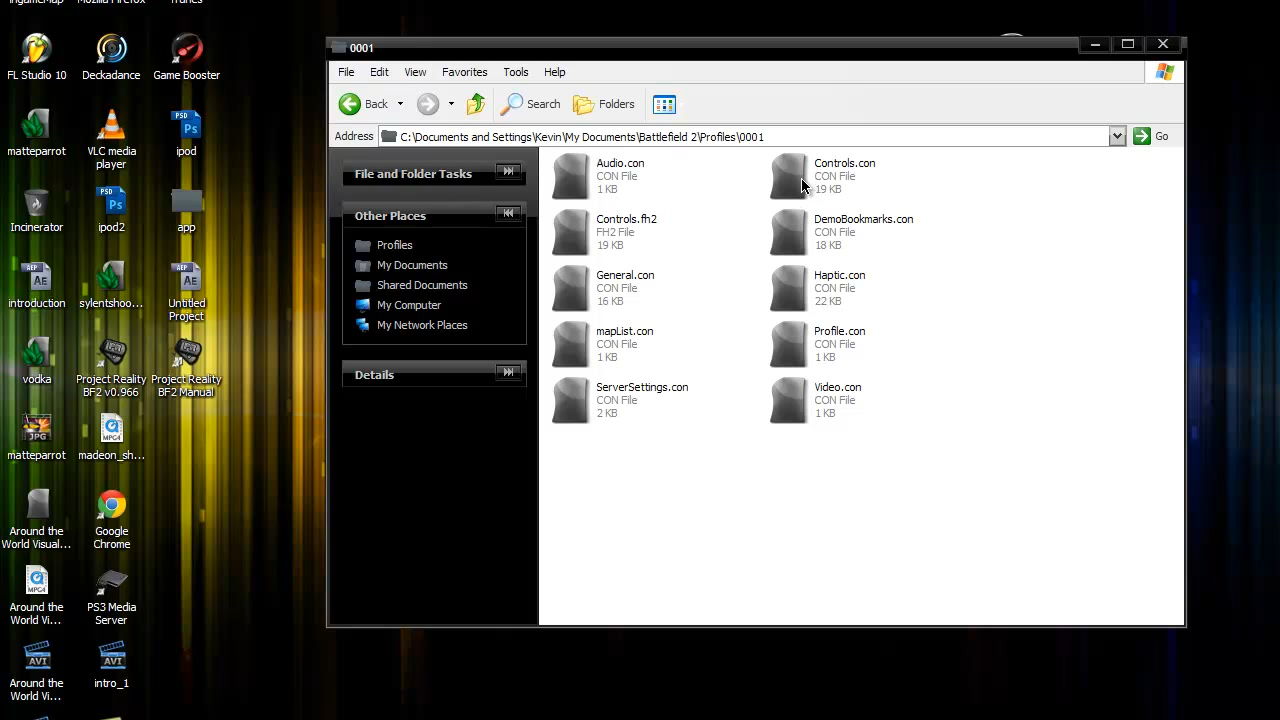 IngameMap
Mozilla Firefox
iTunes
FL Studio 10
Deckadance
Game Booster
matteparrot
VLC media
player
ipod
Incinerator
ipod2
app
introduction
sylentshoo...
Untitled
Project
vodka
Project Reality
BF2 v0.966
Project Reality
BF2 Manual
matteparrot
madeon_sh...
Around the
World Visual...
Google
Chrome
Around the
World Vi...
PS3 Media
Server
Around the
World Vi...
intro_1
0001
File Edit View Favorites Tools Help
Back Search Folders
Address C:\Documents and Settings\Kevin\My Documents\Battlefield 2\Profiles\0001 Go
File and Folder Tasks
Other Places
Profiles
My Documents
Shared Documents
My Computer
My Network Places
Details
Audio.con
CON File
1 KB
Controls.con
CON File
19 KB
Controls.fh2
FH2 File
19 KB
DemoBookmarks.con
CON File
18 KB
General.con
CON File
16 KB
Haptic.con
CON File
22 KB
mapList.con
CON File
1 KB
Profile.con
CON File
1 KB
ServerSettings.con
CON File
2 KB
Video.con
CON File
1 KB